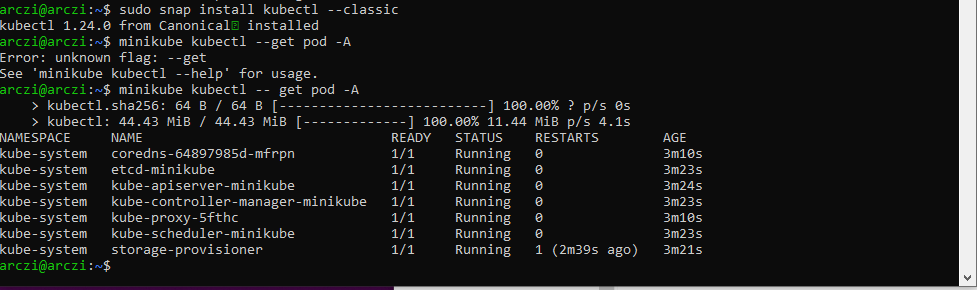 arczi@arczi:~$ sudo snap install kubectl --classic
kubectl 1.24.0 from Canonical✓ installed
arczi@arczi:~$ minikube kubectl --get pod -A
Error: unknown flag: --get
See 'minikube kubectl --help' for usage.
arczi@arczi:~$ minikube kubectl -- get pod -A
    > kubectl.sha256: 64 B / 64 B [--------------------------] 100.00% ? p/s 0s
    > kubectl: 44.43 MiB / 44.43 MiB [-------------] 100.00% 11.44 MiB p/s 4.1s
NAMESPACE     NAME                               READY   STATUS    RESTARTS        AGE
kube-system   coredns-64897985d-mfrpn            1/1     Running   0               3m10s
kube-system   etcd-minikube                      1/1     Running   0               3m23s
kube-system   kube-apiserver-minikube            1/1     Running   0               3m24s
kube-system   kube-controller-manager-minikube   1/1     Running   0               3m23s
kube-system   kube-proxy-5fthc                   1/1     Running   0               3m10s
kube-system   kube-scheduler-minikube            1/1     Running   0               3m23s
kube-system   storage-provisioner                1/1     Running   1 (2m39s ago)   3m21s
arczi@arczi:~$